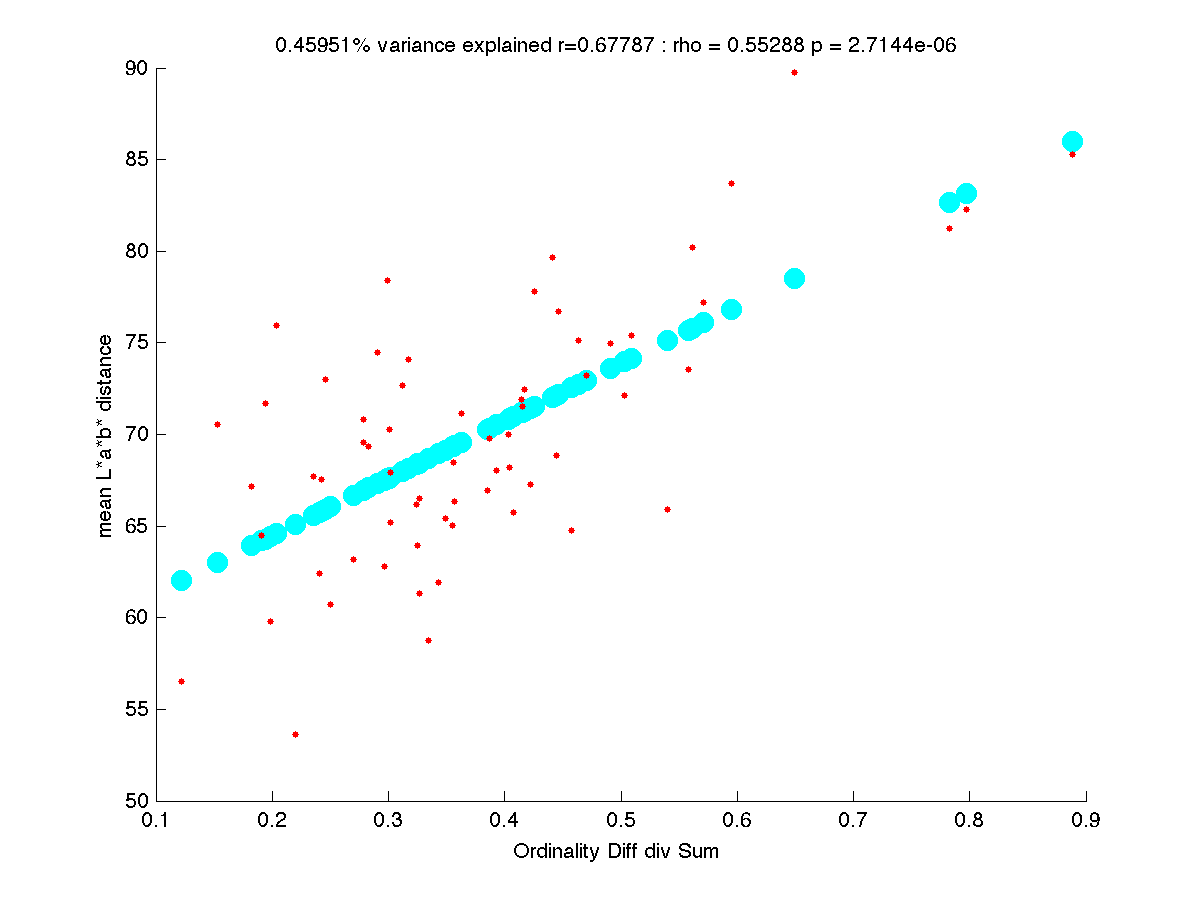 0.45951% variance explained r=0.67787 : rho = 0.55288 p = 2.7144e-06
90
85
80
75
70
65
60
55
50
mean L*a*b* distance
0.1 0.2 0.3 0.4 0.5 0.6 0.7 0.8 0.9
Ordinality Diff div Sum